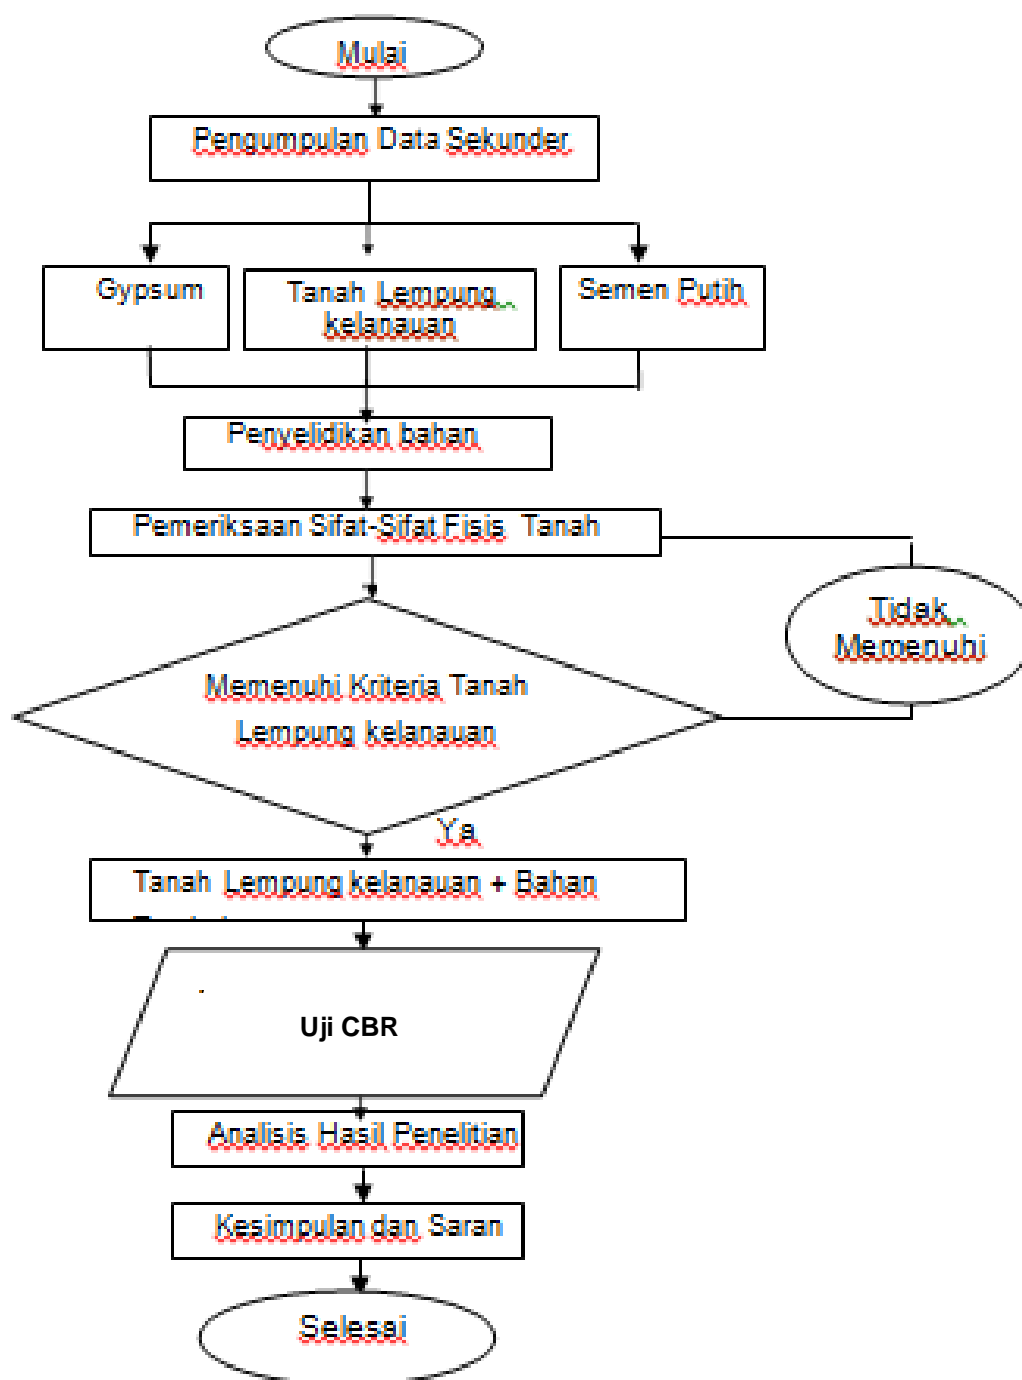 Mulai
Pengumpulan Data Sekunder
Gypsum
Tanah Lempung
kelanauan
Semen Putih
Penyelidikan bahan
Pemeriksaan Sifat-Sifat Fisis Tanah
Tidak
Memenuhi
Memenuhi Kriteria Tanah
Lempung kelanauan
Ya
Tanah Lempung kelanauan + Bahan
Uji CBR
Analisis Hasil Penelitian
Kesimpulan dan Saran
Selesai